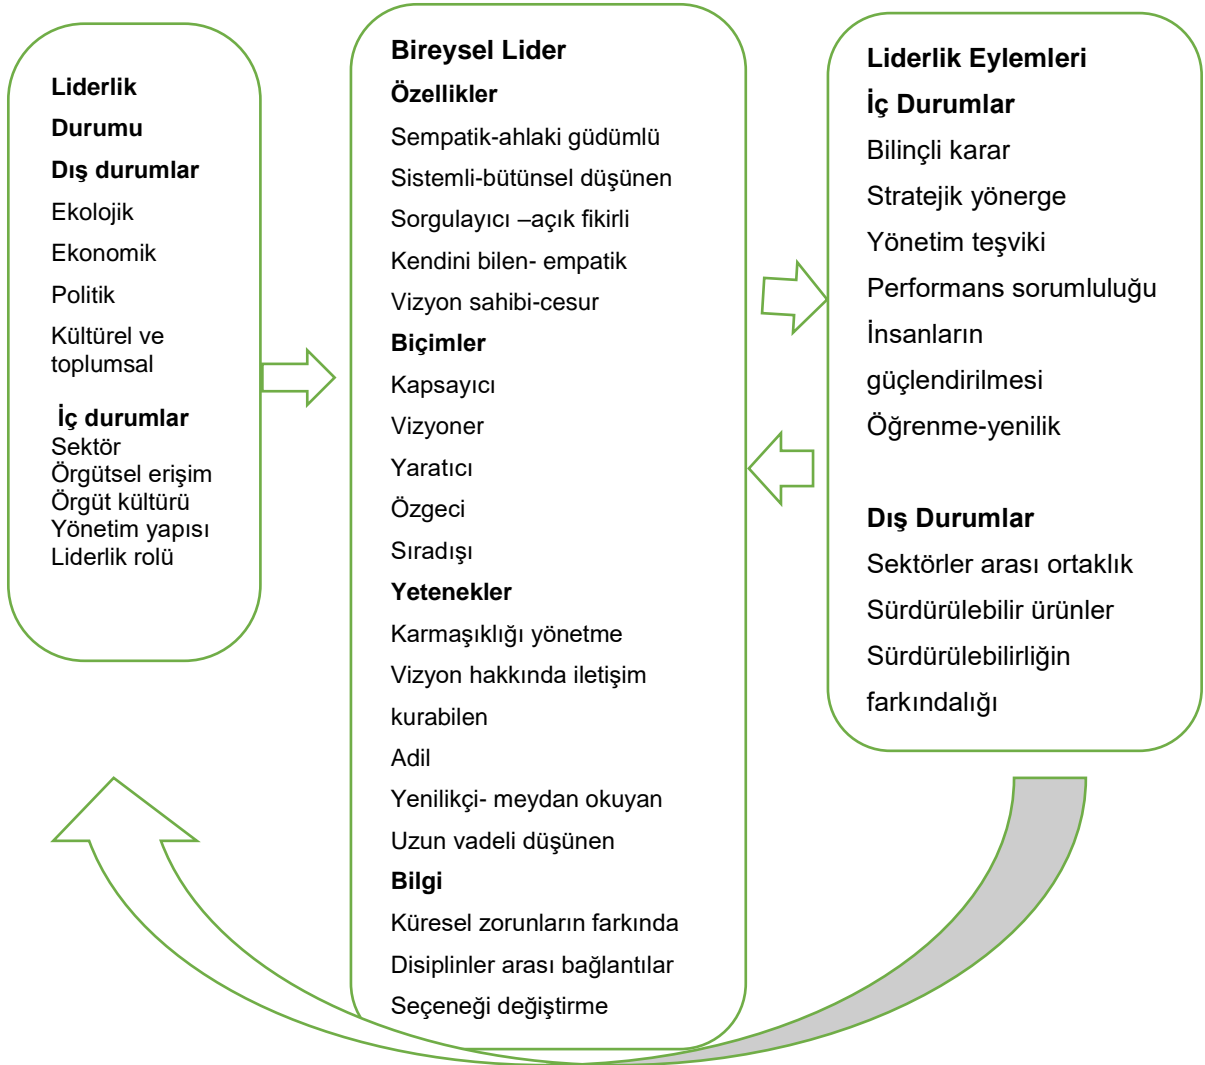 Liderlik
Durumu
Dış durumlar
Ekolojik
Ekonomik
Politik
Kültürel ve
toplumsal
İç durumlar
Sektör
Örgütsel erişim
Örgüt kültürü
Yönetim yapısı
Liderlik rolü
Bireysel Lider
Özellikler
Sempatik-ahlaki güdümlü
Sistemli-bütünsel düşünen
Sorgulayıcı –açık fikirli
Kendini bilen- empatik
Vizyon sahibi-cesur
Biçimler
Kapsayıcı
Vizyoner
Yaratıcı
Özgeci
Sıradışı
Yetenekler
Karmaşıklığı yönetme
Vizyon hakkında iletişim
kurabilen
Adil
Yenilikçi- meydan okuyan
Uzun vadeli düşünen
Bilgi
Küresel zorunların farkında
Disiplinler arası bağlantılar
Seçeneği değiştirme
Liderlik Eylemleri
İç Durumlar
Bilinçli karar
Stratejik yönerge
Yönetim teşviki
Performans sorumluluğu
İnsanların
güçlendirilmesi
Öğrenme-yenilik
Dış Durumlar
Sektörler arası ortaklık
Sürdürülebilir ürünler
Sürdürülebilirliğin
farkındalığı